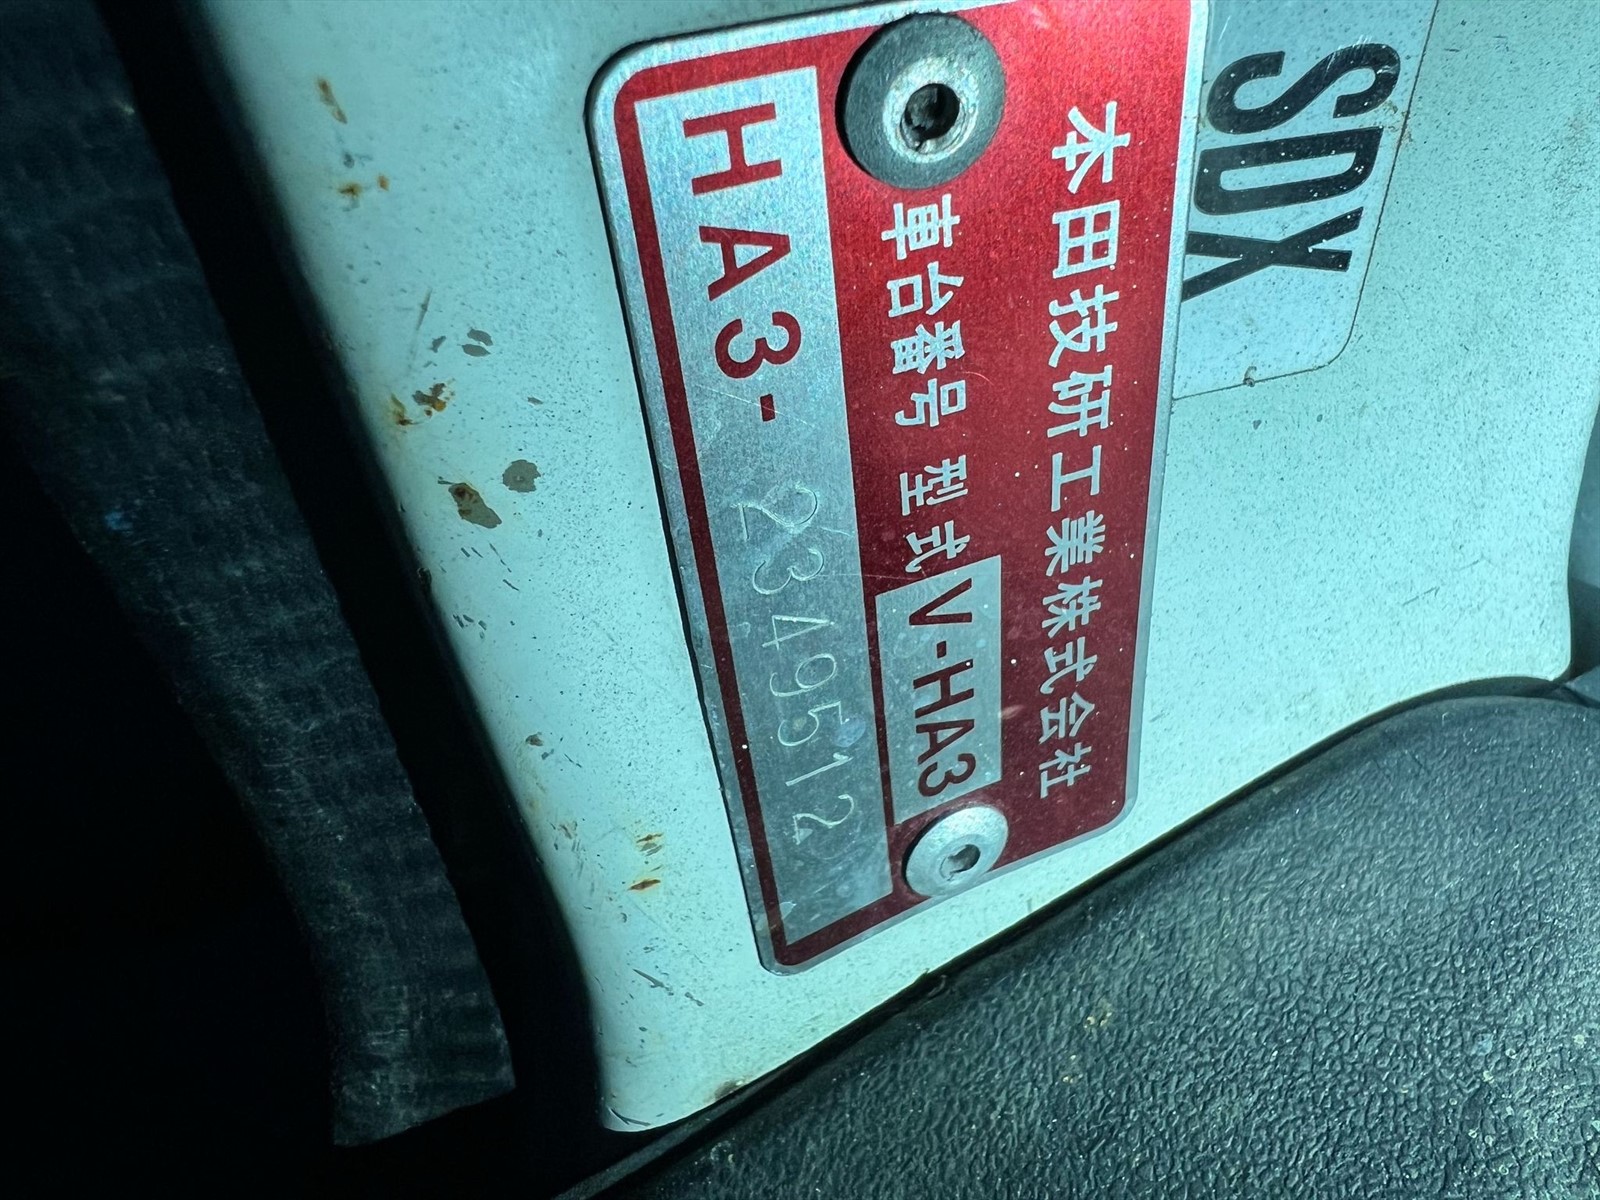 SDX
本田技研工業株式会社
車台番号 型式 V-HA3
HA3-2349512